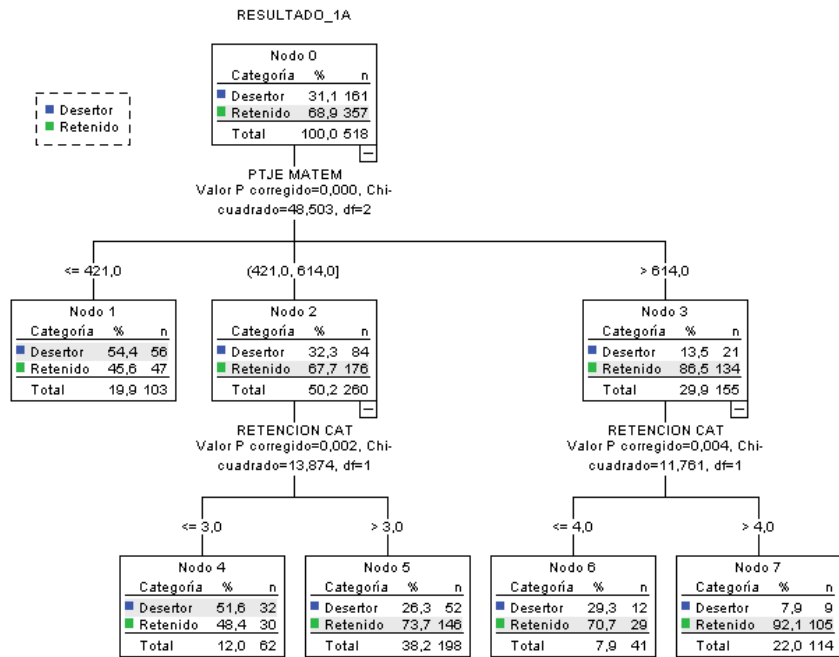 RESULTADO_1A
Desertor
Retenido
Nodo 0
Categoría % n
Desertor 31,1 161
Retenido 68,9 357
Total 100,0 518
PTJE MATEM
Valor P corregido=0,000, Chi-
cuadrado=48,503, df=2
<= 421,0
(421,0, 614,0]
> 614,0
Nodo 1
Categoría % n
Desertor 54,4 56
Retenido 45,6 47
Total 19,9 103
Nodo 2
Categoría % n
Desertor 32,3 84
Retenido 67,7 176
Total 50,2 260
Nodo 3
Categoría % n
Desertor 13,5 21
Retenido 86,5 134
Total 29,9 155
RETENCION CAT
Valor P corregido=0,002, Chi-
cuadrado=13,874, df=1
RETENCION CAT
Valor P corregido=0,004, Chi-
cuadrado=11,761, df=1
<= 3,0
> 3,0
<= 4,0
> 4,0
Nodo 4
Categoría % n
Desertor 51,6 32
Retenido 48,4 30
Total 12,0 62
Nodo 5
Categoría % n
Desertor 26,3 52
Retenido 73,7 146
Total 38,2 198
Nodo 6
Categoría % n
Desertor 29,3 12
Retenido 70,7 29
Total 7,9 41
Nodo 7
Categoría % n
Desertor 7,9 9
Retenido 92,1 105
Total 22,0 114